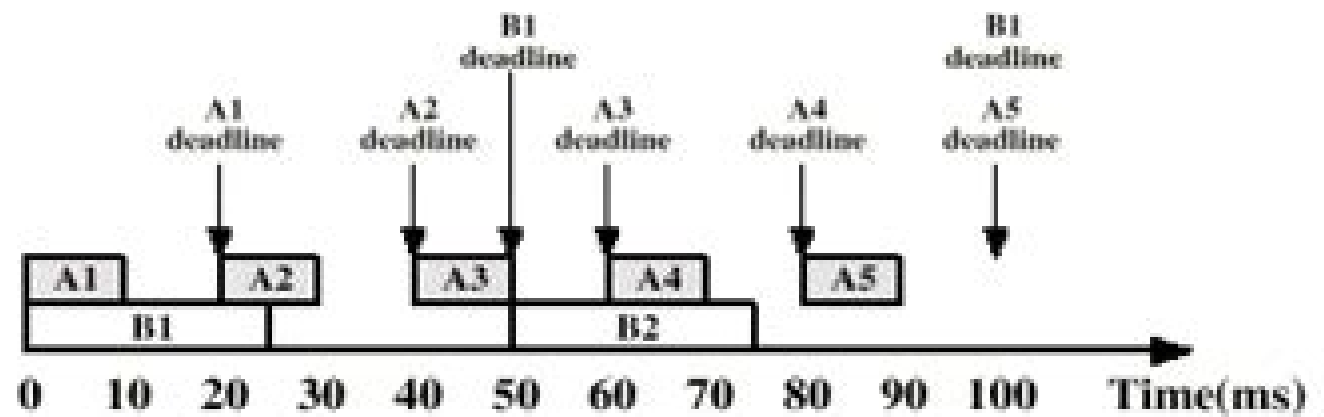 B1
deadline
B1
deadline
A1
deadline
A2
deadline
A3
deadline
A4
deadline
A5
deadline
A1 A2 A3 A4 A5
B1 B2
0 10 20 30 40 50 60 70 80 90 100 Time(ms)